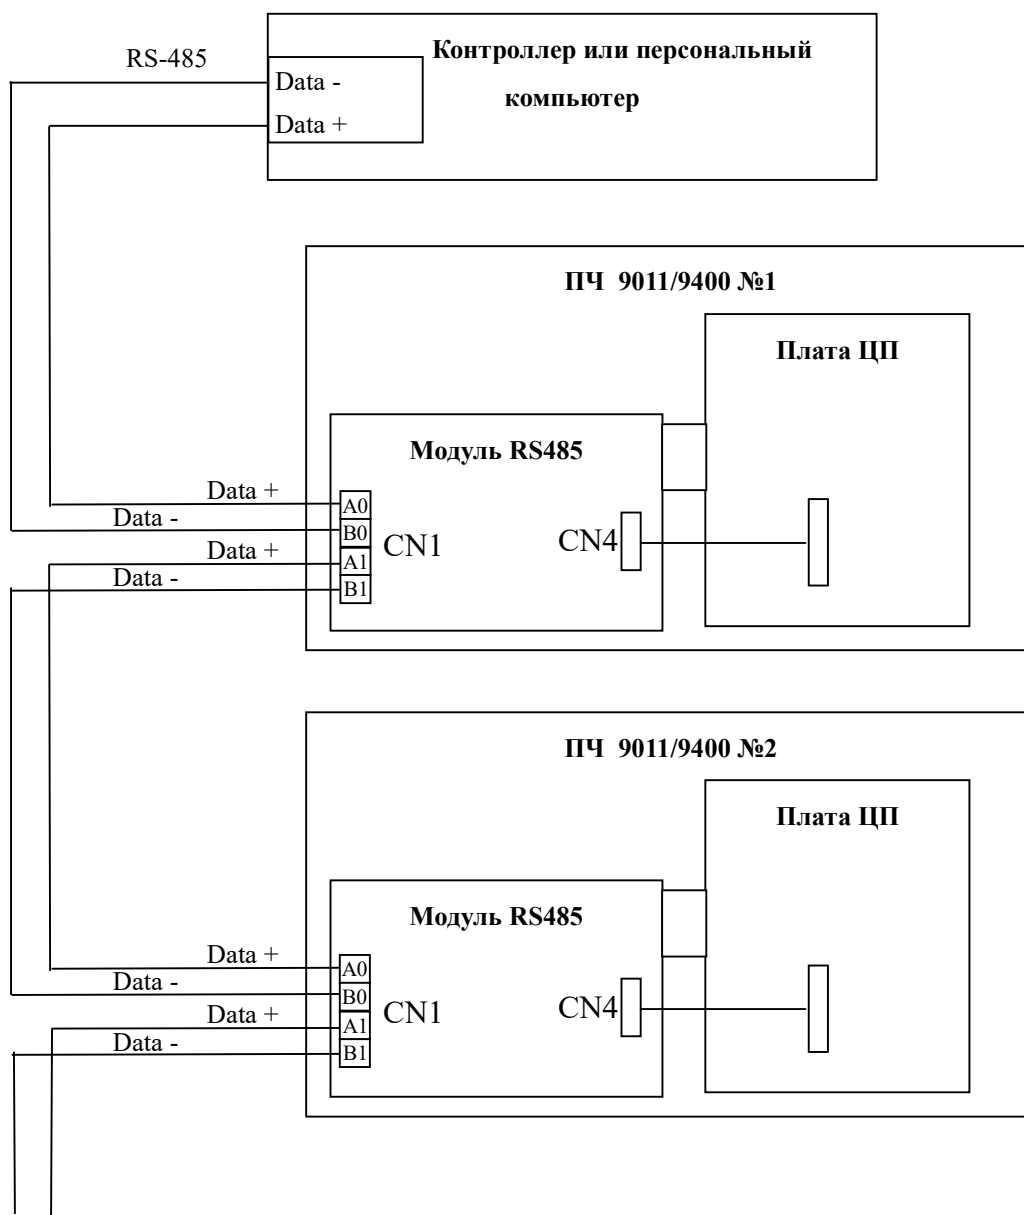 RS-485
Контроллер или персональный
компьютер
Data -
Data +
ПЧ 9011/9400 №1
Плата ЦП
Модуль RS485
Data +
A0
Data -
B0
CN1
CN4
Data +
A1
Data -
B1
ПЧ 9011/9400 №2
Плата ЦП
Модуль RS485
Data +
A0
Data -
B0
CN1
CN4
Data +
A1
Data -
B1